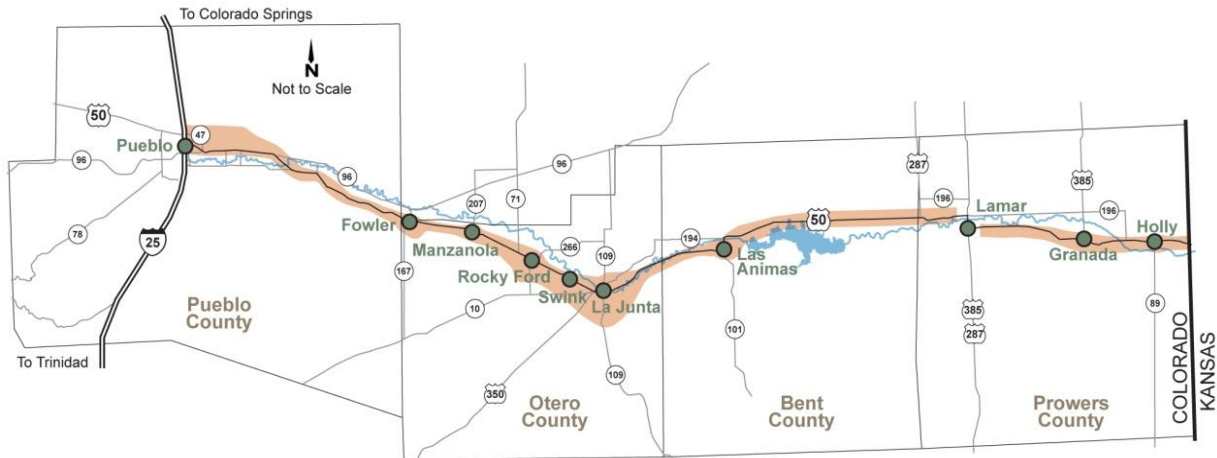 To Colorado Springs
N
Not to Scale
50
47
Pueblo
96
96
96
78
25
Fowler
207
71
Manzanola
266
109
194
Rocky Ford
Swink
La Junta
167
10
350
109
Las
Animas
101
50
287
196
Lamar
385
196
Holly
Granada
385
287
89
Pueblo
County
Otero
County
Bent
County
Prowers
County
To Trinidad
COLORADO
KANSAS